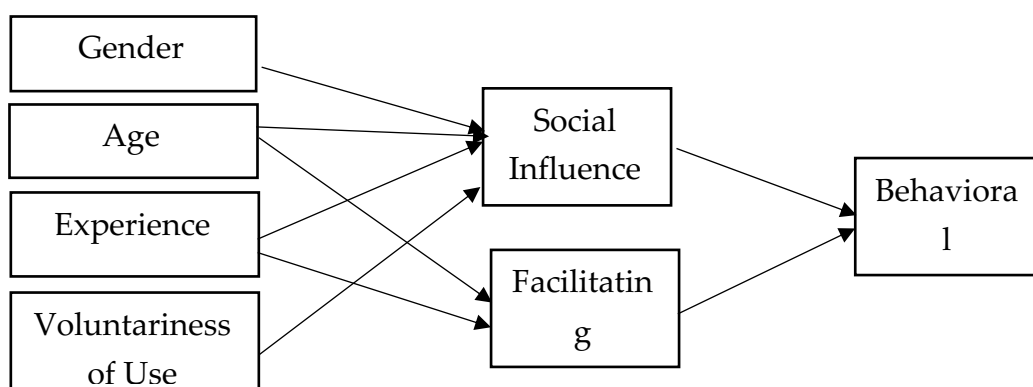 Gender
Age
Experience
Voluntariness
of Use
Social
Influence
Facilitatin
g
Behaviora
l